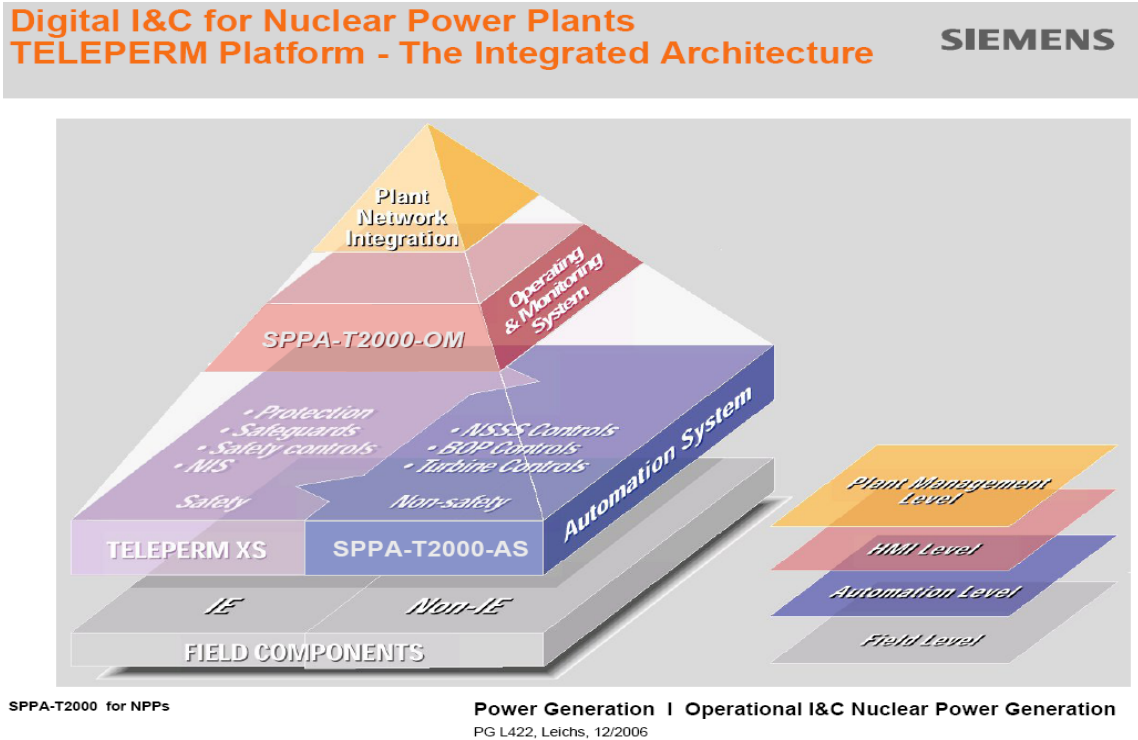 Digital I&C for Nuclear Power Plants
TELEPERM Platform - The Integrated Architecture
SIEMENS
Plant
Network
Integration
Operating
& Monitoring
System
SPPA-T2000-OM
• Protection
• Safeguards
• Safety controls
• NIS
Safety
• NSSS Controls
• BOP Controls
• Turbine Controls
Non-safety
Automation System
TELEPERM XS
SPPA-T2000-AS
IE
Non-IE
FIELD COMPONENTS
Plant Management
Level
HMI Level
Automation Level
Field Level
SPPA-T2000 for NPPs
Power Generation I Operational I&C Nuclear Power Generation
PG L422, Leichs, 12/2006